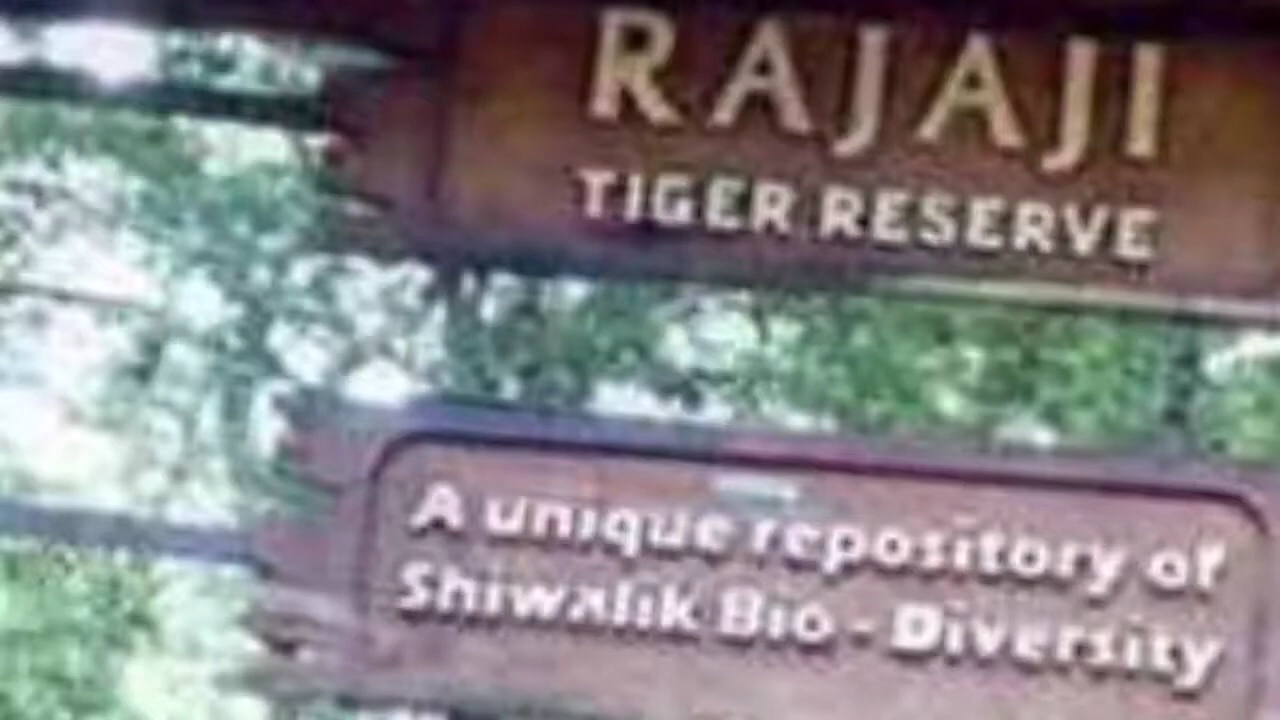 RAJAJI
TIGER RESERVE
A unique repository of
Shiwalik Bio - Diversity